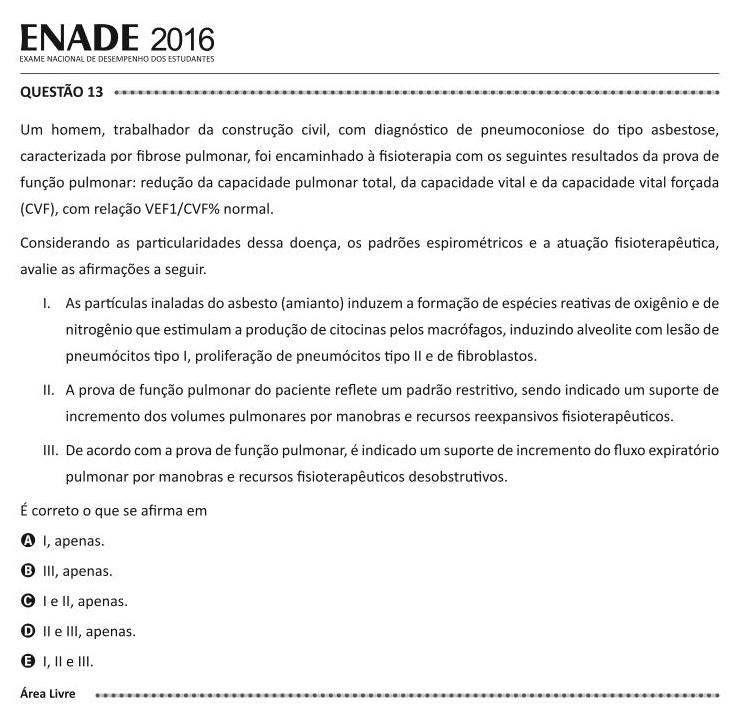 ENADE 2016
EXAME NACIONAL DE DESEMPENHO DOS ESTUDANTES
QUESTÃO 13
Um homem, trabalhador da construção civil, com diagnóstico de pneumoconiose do tipo asbestose,
caracterizada por fibrose pulmonar, foi encaminhado à fisioterapia com os seguintes resultados da prova de
função pulmonar: redução da capacidade pulmonar total, da capacidade vital e da capacidade vital forçada
(CVF), com relação VEF1/CVF% normal.
Considerando as particularidades dessa doença, os padrões espirométricos e a atuação fisioterapêutica,
avalie as afirmações a seguir.
I. As partículas inaladas do asbesto (amianto) induzem a formação de espécies reativas de oxigênio e de
nitrogênio que estimulam a produção de citocinas pelos macrófagos, induzindo alveolite com lesão de
pneumócitos tipo I, proliferação de pneumócitos tipo II e de fibroblastos.
II. A prova de função pulmonar do paciente reflete um padrão restritivo, sendo indicado um suporte de
incremento dos volumes pulmonares por manobras e recursos reexpansivos fisioterapêuticos.
III. De acordo com a prova de função pulmonar, é indicado um suporte de incremento do fluxo expiratório
pulmonar por manobras e recursos fisioterapêuticos desobstrutivos.
É correto o que se afirma em
A I, apenas.
B III, apenas.
C I e II, apenas.
D II e III, apenas.
E I, II e III.
Área Livre